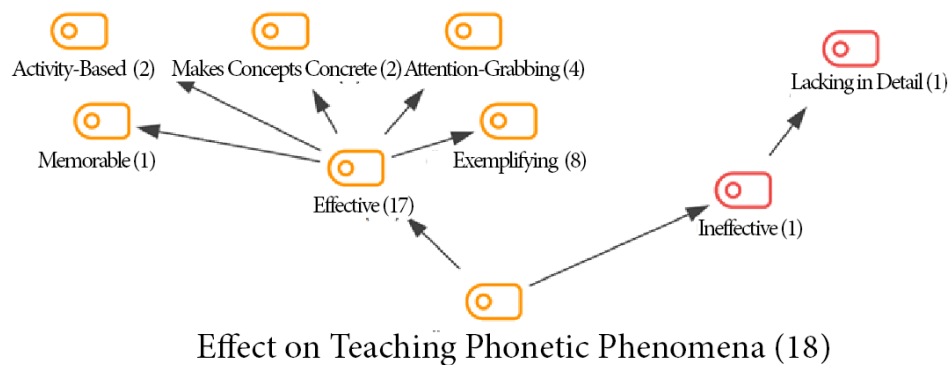 Activity-Based (2) Makes Concepts Concrete (2) Attention-Grabbing (4)
Lacking in Detail (1)
Memorable (1)
Exemplifying (8)
Effective (17)
Ineffective (1)
Effect on Teaching Phonetic Phenomena (18)